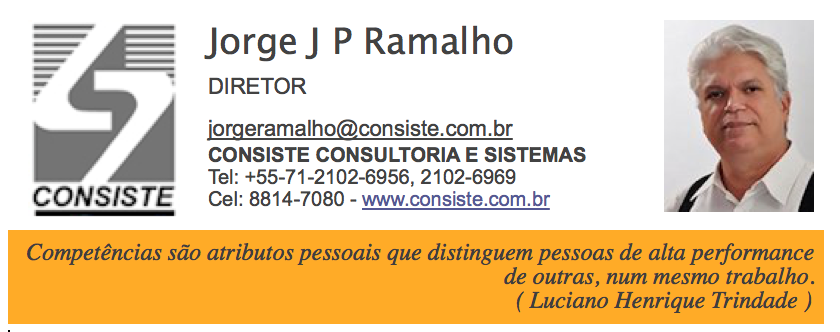 CONSISTE
Jorge J P Ramalho
DIRETOR
jorgeramalho@consiste.com.br
CONSISTE CONSULTORIA E SISTEMAS
Tel: +55-71-2102-6956, 2102-6969
Cel: 8814-7080 - www.consiste.com.br
Competências são atributos pessoais que distinguem pessoas de alta performance
de outras, num mesmo trabalho.
( Luciano Henrique Trindade )